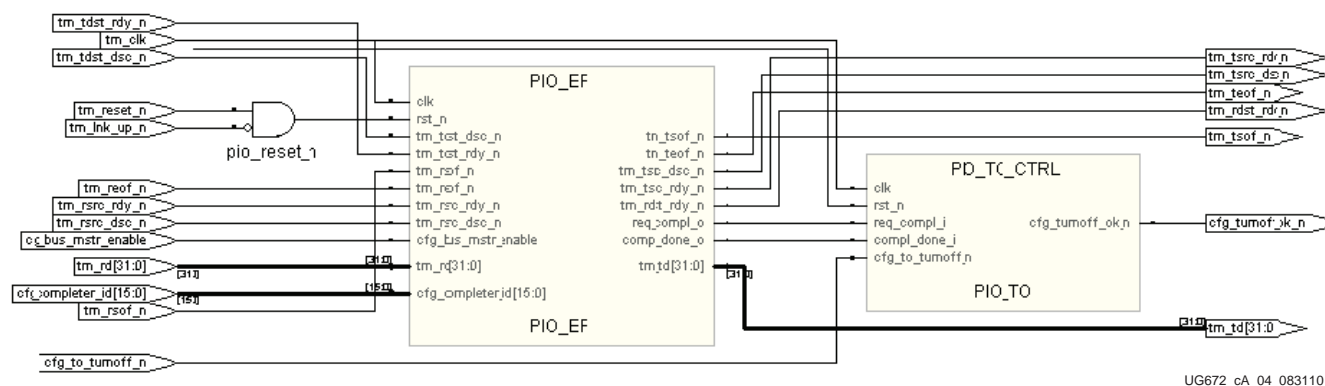 trn_tdst_rdy_n
trn_clk
trn_tdst_dsc_n
trn_reset_n
trn_lnk_up_n
pio_reset_n
trn_reof_n
trn_rsrc_rdy_n
trn_rsrc_dsc_n
cfg_bus_mstr_enable
trn_rd[31:0]
cfg_completer_id[15:0]
trn_rsof_n
cfg_to_turnoff_n
PIO_EP
clk
rst_n
trn_tdst_dsc_n
trn_tdst_rdy_n
trn_rsof_n
trn_reof_n
trn_rsrc_rdy_n
trn_rsrc_dsc_n
cfg_bus_mstr_enable
[31:0]
trn_rd[31:0]
[15:0]
cfg_completer_id[15:0]
trn_tsof_n
trn_teof_n
trn_tsrc_dsc_n
trn_tsrc_rdy_n
trn_rdst_rdy_n
req_compl_o
comp_done_o
trn_td[31:0]
[31:0]
PIO_EP
PIO_TO_CTRL
clk
rst_n
req_compl_i
compl_done_i
cfg_to_turnoff_n
cfg_turnoff_ok_n
PIO_TO
trn_tsrc_rdy_n
trn_tsrc_dsc_n
trn_teof_n
trn_rdst_rdy_n
trn_tsof_n
cfg_turnoff_ok_n
[31:0]
trn_td[31:0
UG672_cA_04_083110